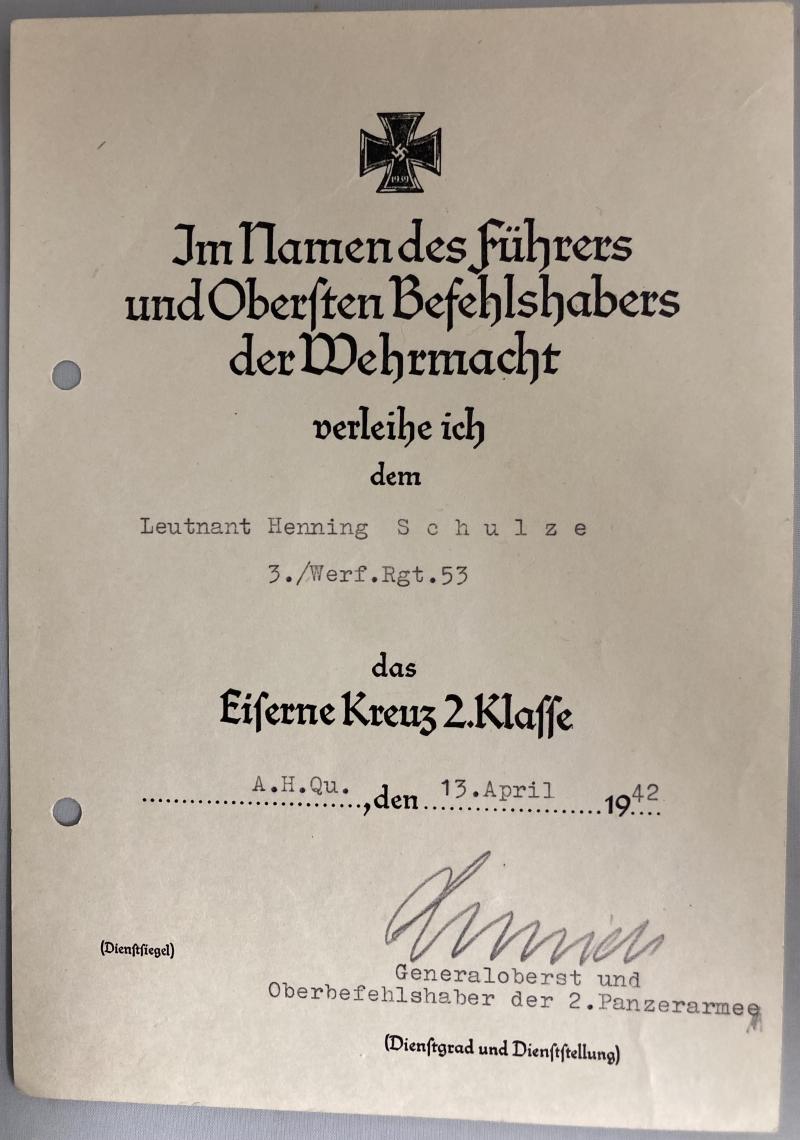 1939
Im Namen des Führers
und Oberſten Befehlshabers
der Wehrmacht
verleihe ich
dem
Leutnant Henning S c h u l z e
3./Werf.Rgt.53
das
Eiſerne Kreuz 2.Klaſſe
A.H.Qu. , den 13.April 1942
(Dienſtſiegel)
Generaloberst und
Oberbefehlshaber der 2.Panzerarmee
(Dienſtgrad und Dienſtſtellung)